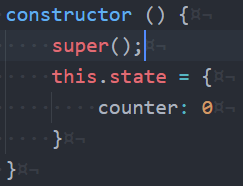 constructor () {
    super();
    this.state = {
        counter: 0
    }
}